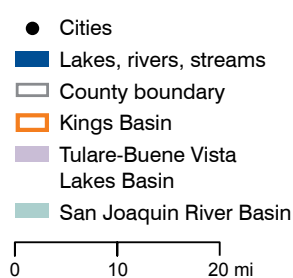 Cities
Lakes, rivers, streams
County boundary
Kings Basin
Tulare-Buene Vista
Lakes Basin
San Joaquin River Basin
0 10 20 mi